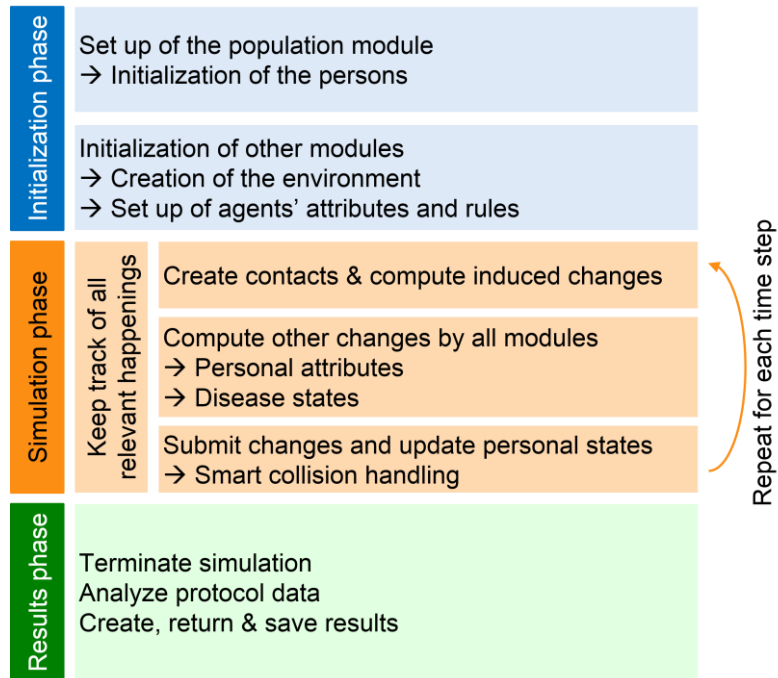 Initialization phase
Set up of the population module
→ Initialization of the persons
Initialization of other modules
→ Creation of the environment
→ Set up of agents’ attributes and rules
Simulation phase
Keep track of all
relevant happenings
Create contacts & compute induced changes
Compute other changes by all modules
→ Personal attributes
→ Disease states
Submit changes and update personal states
→ Smart collision handling
Repeat for each time step
Results phase
Terminate simulation
Analyze protocol data
Create, return & save results